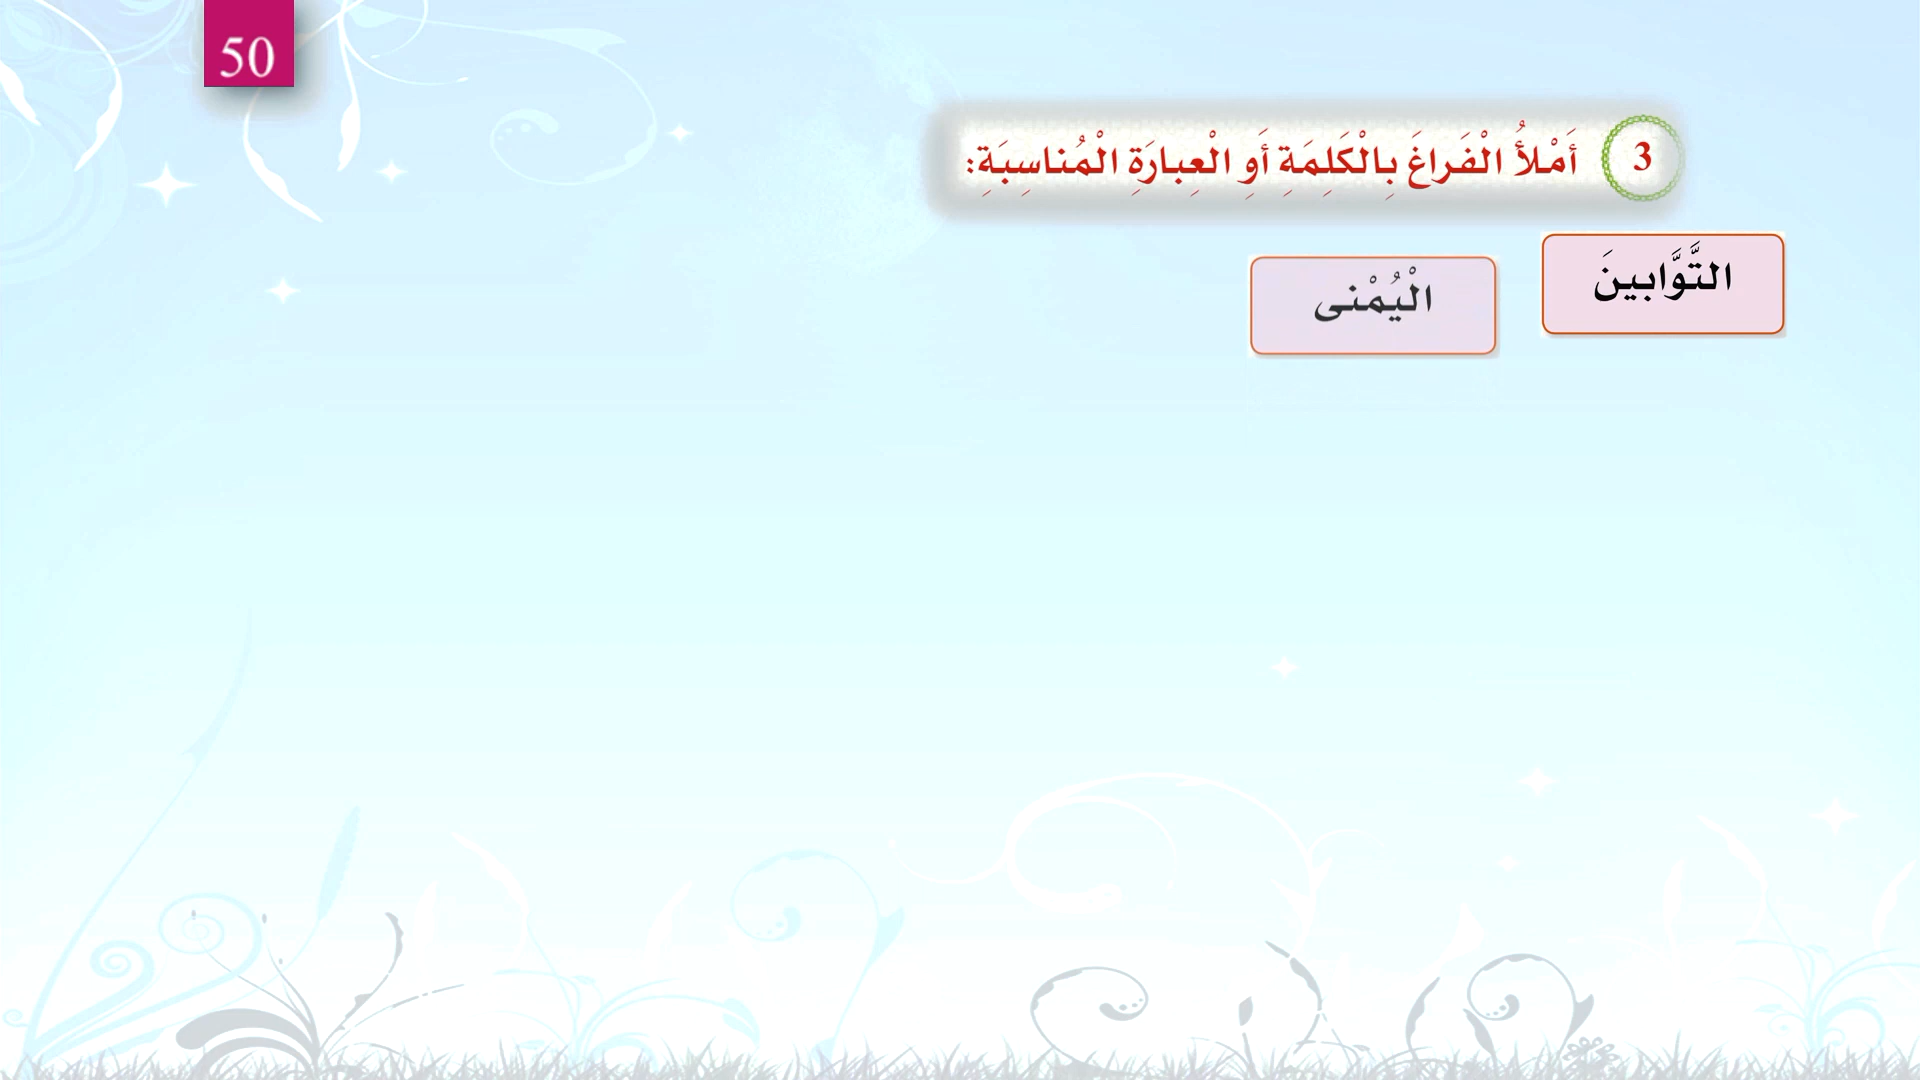 50
3 أَمْلأُ الْفَراغَ بِالْكَلِمَةِ أَوِ الْعِبارَةِ الْمُناسِبَةِ:
التَّوَّابينَ
الْيُمْنى